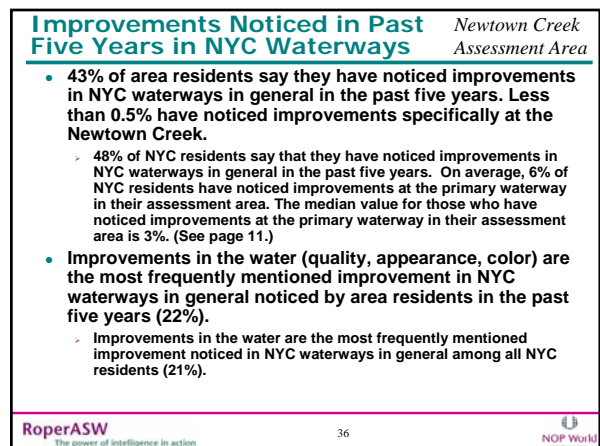 Improvements Noticed in Past
Five Years in NYC Waterways
Newtown Creek
Assessment Area
• 43% of area residents say they have noticed improvements
in NYC waterways in general in the past five years. Less
than 0.5% have noticed improvements specifically at the
Newtown Creek.
➢ 48% of NYC residents say that they have noticed improvements in
NYC waterways in general in the past five years. On average, 6% of
NYC residents have noticed improvements at the primary waterway
in their assessment area. The median value for those who have
noticed improvements at the primary waterway in their assessment
area is 3%. (See page 11.)
• Improvements in the water (quality, appearance, color) are
the most frequently mentioned improvement in NYC
waterways in general noticed by area residents in the past
five years (22%).
➢ Improvements in the water are the most frequently mentioned
improvement noticed in NYC waterways in general among all NYC
residents (21%).
RoperASW
The power of intelligence in action
36
NOP World